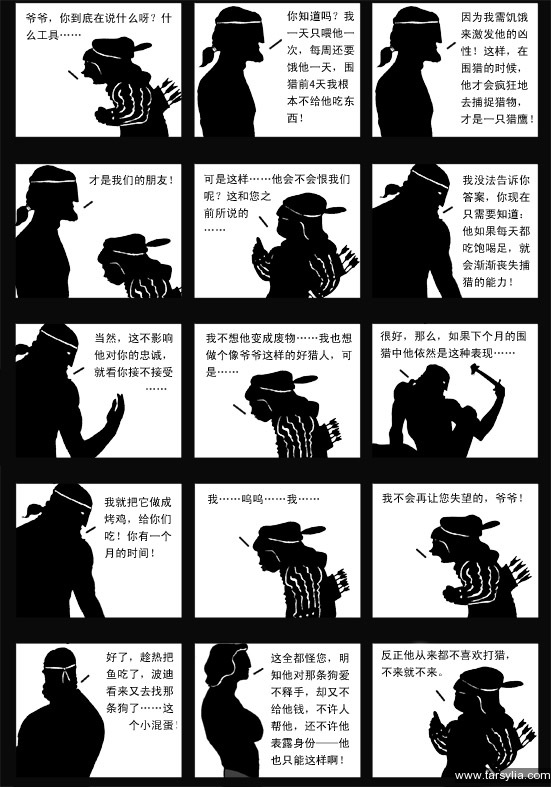 爷爷，你到底在说什么呀？什
么工具……
你知道吗？我
一天只喂他一
次，每周还要
饿他一天，围
猎前4天我根
本不给他吃东
西！
因为我需饥饿
来激发他的凶
性！这样，在
围猎的时候，
他才会疯狂地
去捕捉猎物，
才是一只猎鹰！
才是我们的朋友！
可是这样……他会不会恨我们
呢？这和您之
前所说的
……
我没法告诉你
答案，你现在
只需要知道：
他如果每天都
吃饱喝足，就
会渐渐丧失捕
猎的能力！
当然，这不影响
他对你的忠诚，
就看你接不接受
……
我不想他变成废物……我也想
做个像爷爷这样的好猎人，可
是……
很好，那么，如果下个月的围
猎中他依然是这种表现……
我就把它做成
烤鸡，给你们
吃！你有一个
月的时间！
我……呜呜……我……
我不会再让您失望的，爷爷！
好了，趁热把
鱼吃了，波迪
看来又去找那
条狗了……这
个小混蛋！
这全都怪您，明
知他对那条狗爱
不释手，却又不
给他钱，不许人
帮他，还不许他
表露身份——他
也只能这样啊！
反正他从来都不喜欢打猎，
不来就不来。
www.tarsylia.com